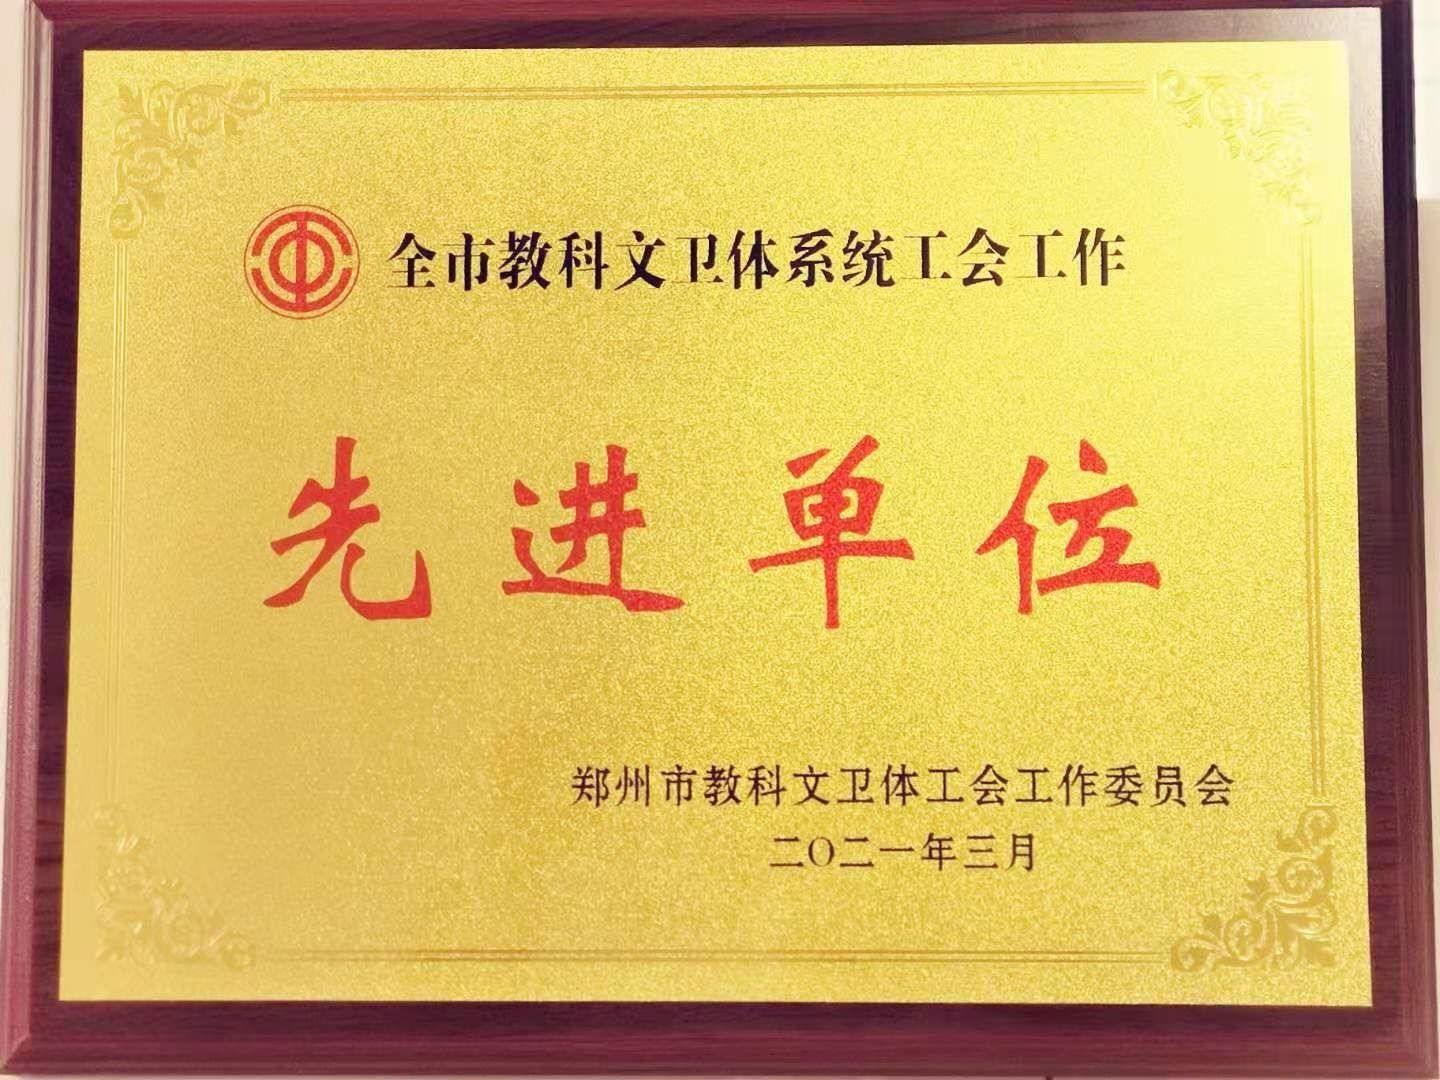 全市教科文卫体系统工会工作
先进单位
郑州市教科文卫体工会工作委员会
二〇二一年三月